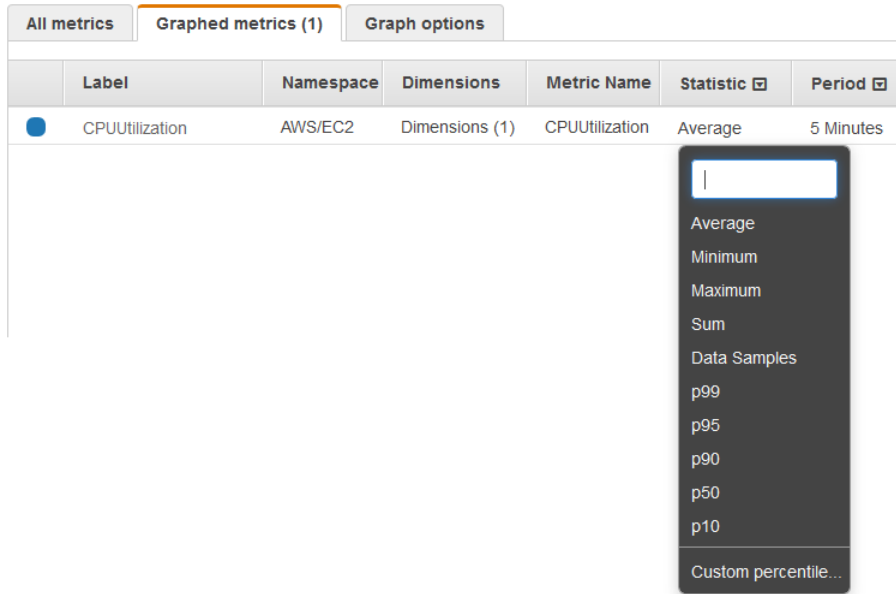 All metrics Graphed metrics (1) Graph options
Label Namespace Dimensions Metric Name Statistic Period
CPUUtilization AWS/EC2 Dimensions (1) CPUUtilization Average 5 Minutes
Average
Minimum
Maximum
Sum
Data Samples
p99
p95
p90
p50
p10
Custom percentile...